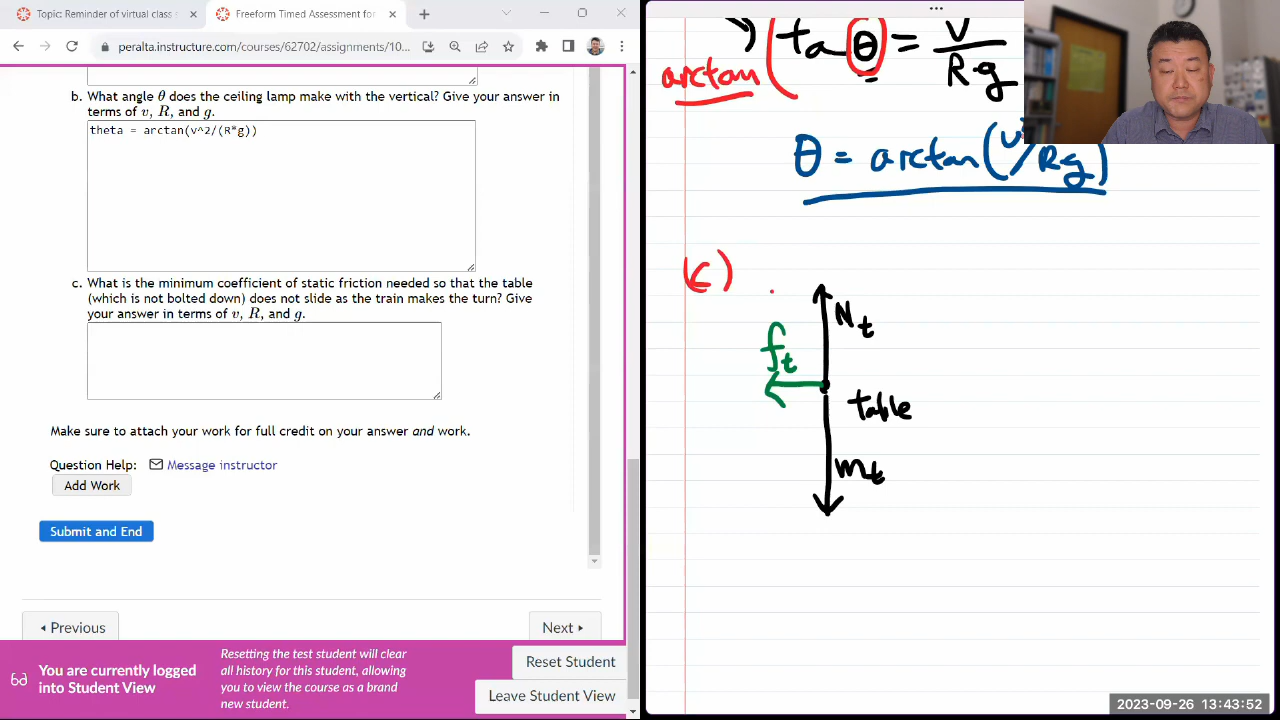 Topic: Reminder of virtual class
Freeform Timed Assessment for
peralta.instructure.com/courses/66102/assignments/10...
b. What angle θ does the ceiling lamp make with the vertical? Give your answer in
terms of v, R, and g.
theta = arctan(v^2/(R*g))
c. What is the minimum coefficient of static friction needed so that the table
(which is not bolted down) does not slide as the train makes the turn? Give
your answer in terms of v, R, and g.
Make sure to attach your work for full credit on your answer and work.
Question Help: Message instructor
Add Work
Submit and End
Previous
Next
You are currently logged
into Student View
Resetting the test student will clear
all history for this student, allowing
you to view the course as a brand
new student.
Reset Student
Leave Student View
arctan ( tan θ = v / Rg
θ = arctan(v²/Rg)
(c)
Nt
ft
table
mt
2023-09-26 13:43:52